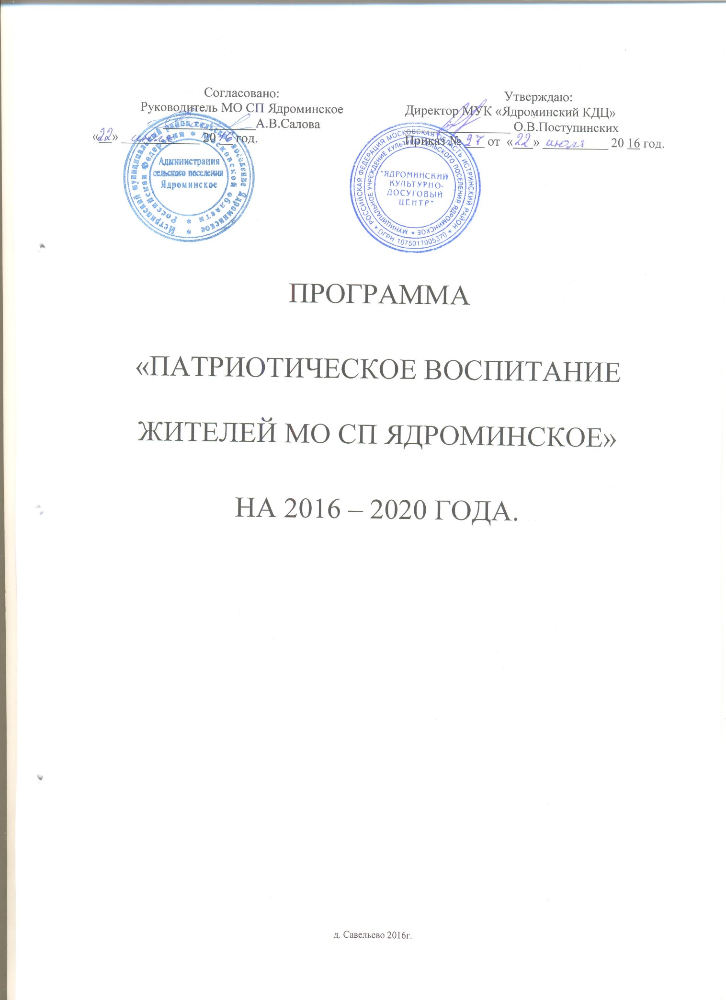 Согласовано:
Руководитель МО СП Ядроминское
________________А.В.Салова
«22» июля 20 16 год.
Истринский муниципальный район сельское поселение Ядроминское *
Российская Федерация * Московской области *
Администрация
сельского поселения
Ядроминское
Утверждаю:
Директор МУК «Ядроминский КДЦ»
________________ О.В.Поступинских
Приказ № 27 от «22» июля 20 16 год.
РОССИЙСКАЯ ФЕДЕРАЦИЯ МОСКОВСКАЯ ОБЛАСТЬ ИСТРИНСКИЙ РАЙОН * ОГРН 1075017005370 *
МУНИЦИПАЛЬНОЕ УЧРЕЖДЕНИЕ КУЛЬТУРЫ СЕЛЬСКОГО ПОСЕЛЕНИЯ ЯДРОМИНСКОЕ *
"ЯДРОМИНСКИЙ
КУЛЬТУРНО-
ДОСУГОВЫЙ
ЦЕНТР"
ПРОГРАММА
«ПАТРИОТИЧЕСКОЕ ВОСПИТАНИЕ
ЖИТЕЛЕЙ МО СП ЯДРОМИНСКОЕ»
НА 2016 – 2020 ГОДА.
д. Савельево 2016г.